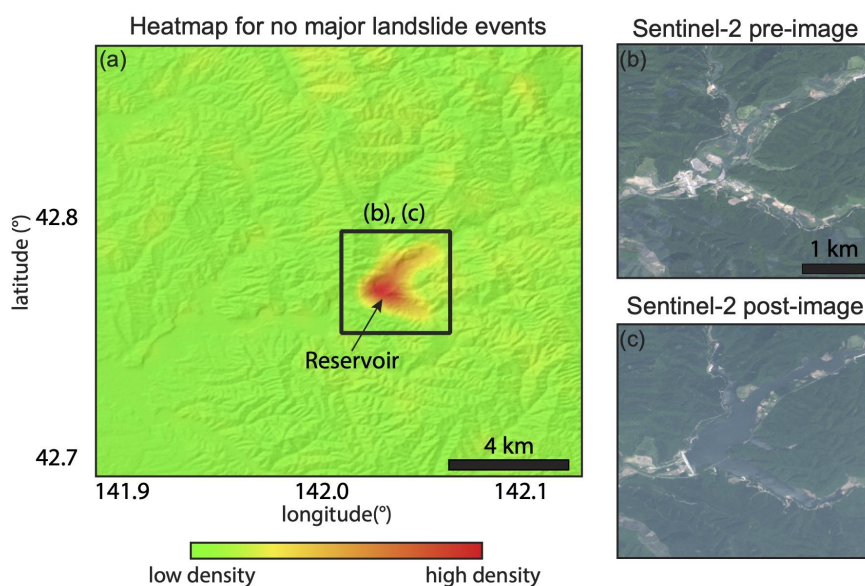 Heatmap for no major landslide events
(a)
(b), (c)
Reservoir
4 km
latitude (°)
42.8
42.7
141.9
142.0
142.1
longitude(°)
low density
high density
Sentinel-2 pre-image
(b)
1 km
Sentinel-2 post-image
(c)